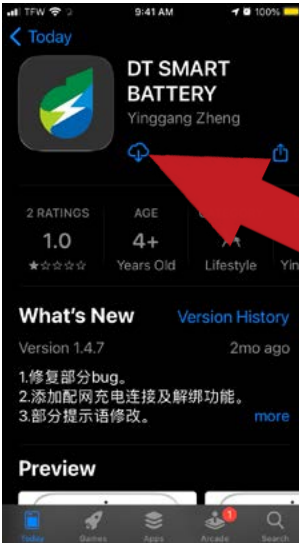 TFW 9:41 AM 100%
Today
DT SMART
BATTERY
Yinggang Zheng
2 RATINGS AGE
1.0 4+
Years Old Lifestyle Yin
What's New Version History
Version 1.4.7 2mo ago
1.修复部分bug。
2.添加配网充电连接及解绑功能。
3.部分提示语修改。 more
Preview
Today Games Apps Arcade Search
1